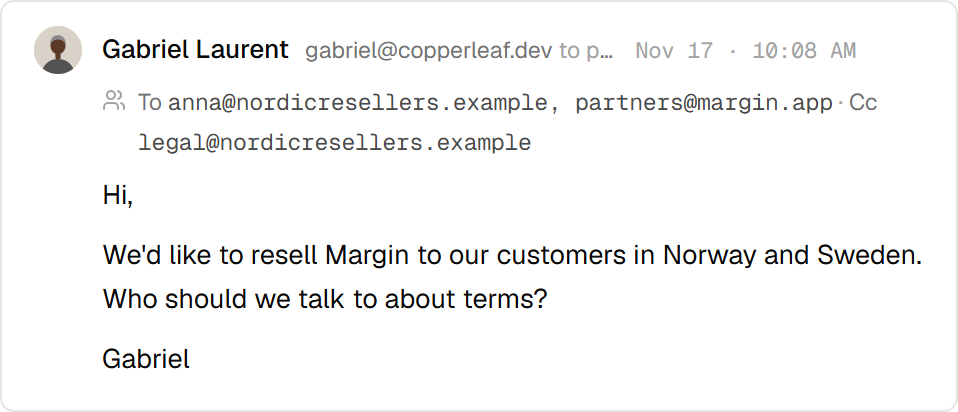 Gabriel Laurent gabriel@copperleaf.dev to p… Nov 17 · 10:08 AM
To anna@nordicresellers.example, partners@margin.app · Cc
legal@nordicresellers.example
Hi,
We'd like to resell Margin to our customers in Norway and Sweden.
Who should we talk to about terms?
Gabriel